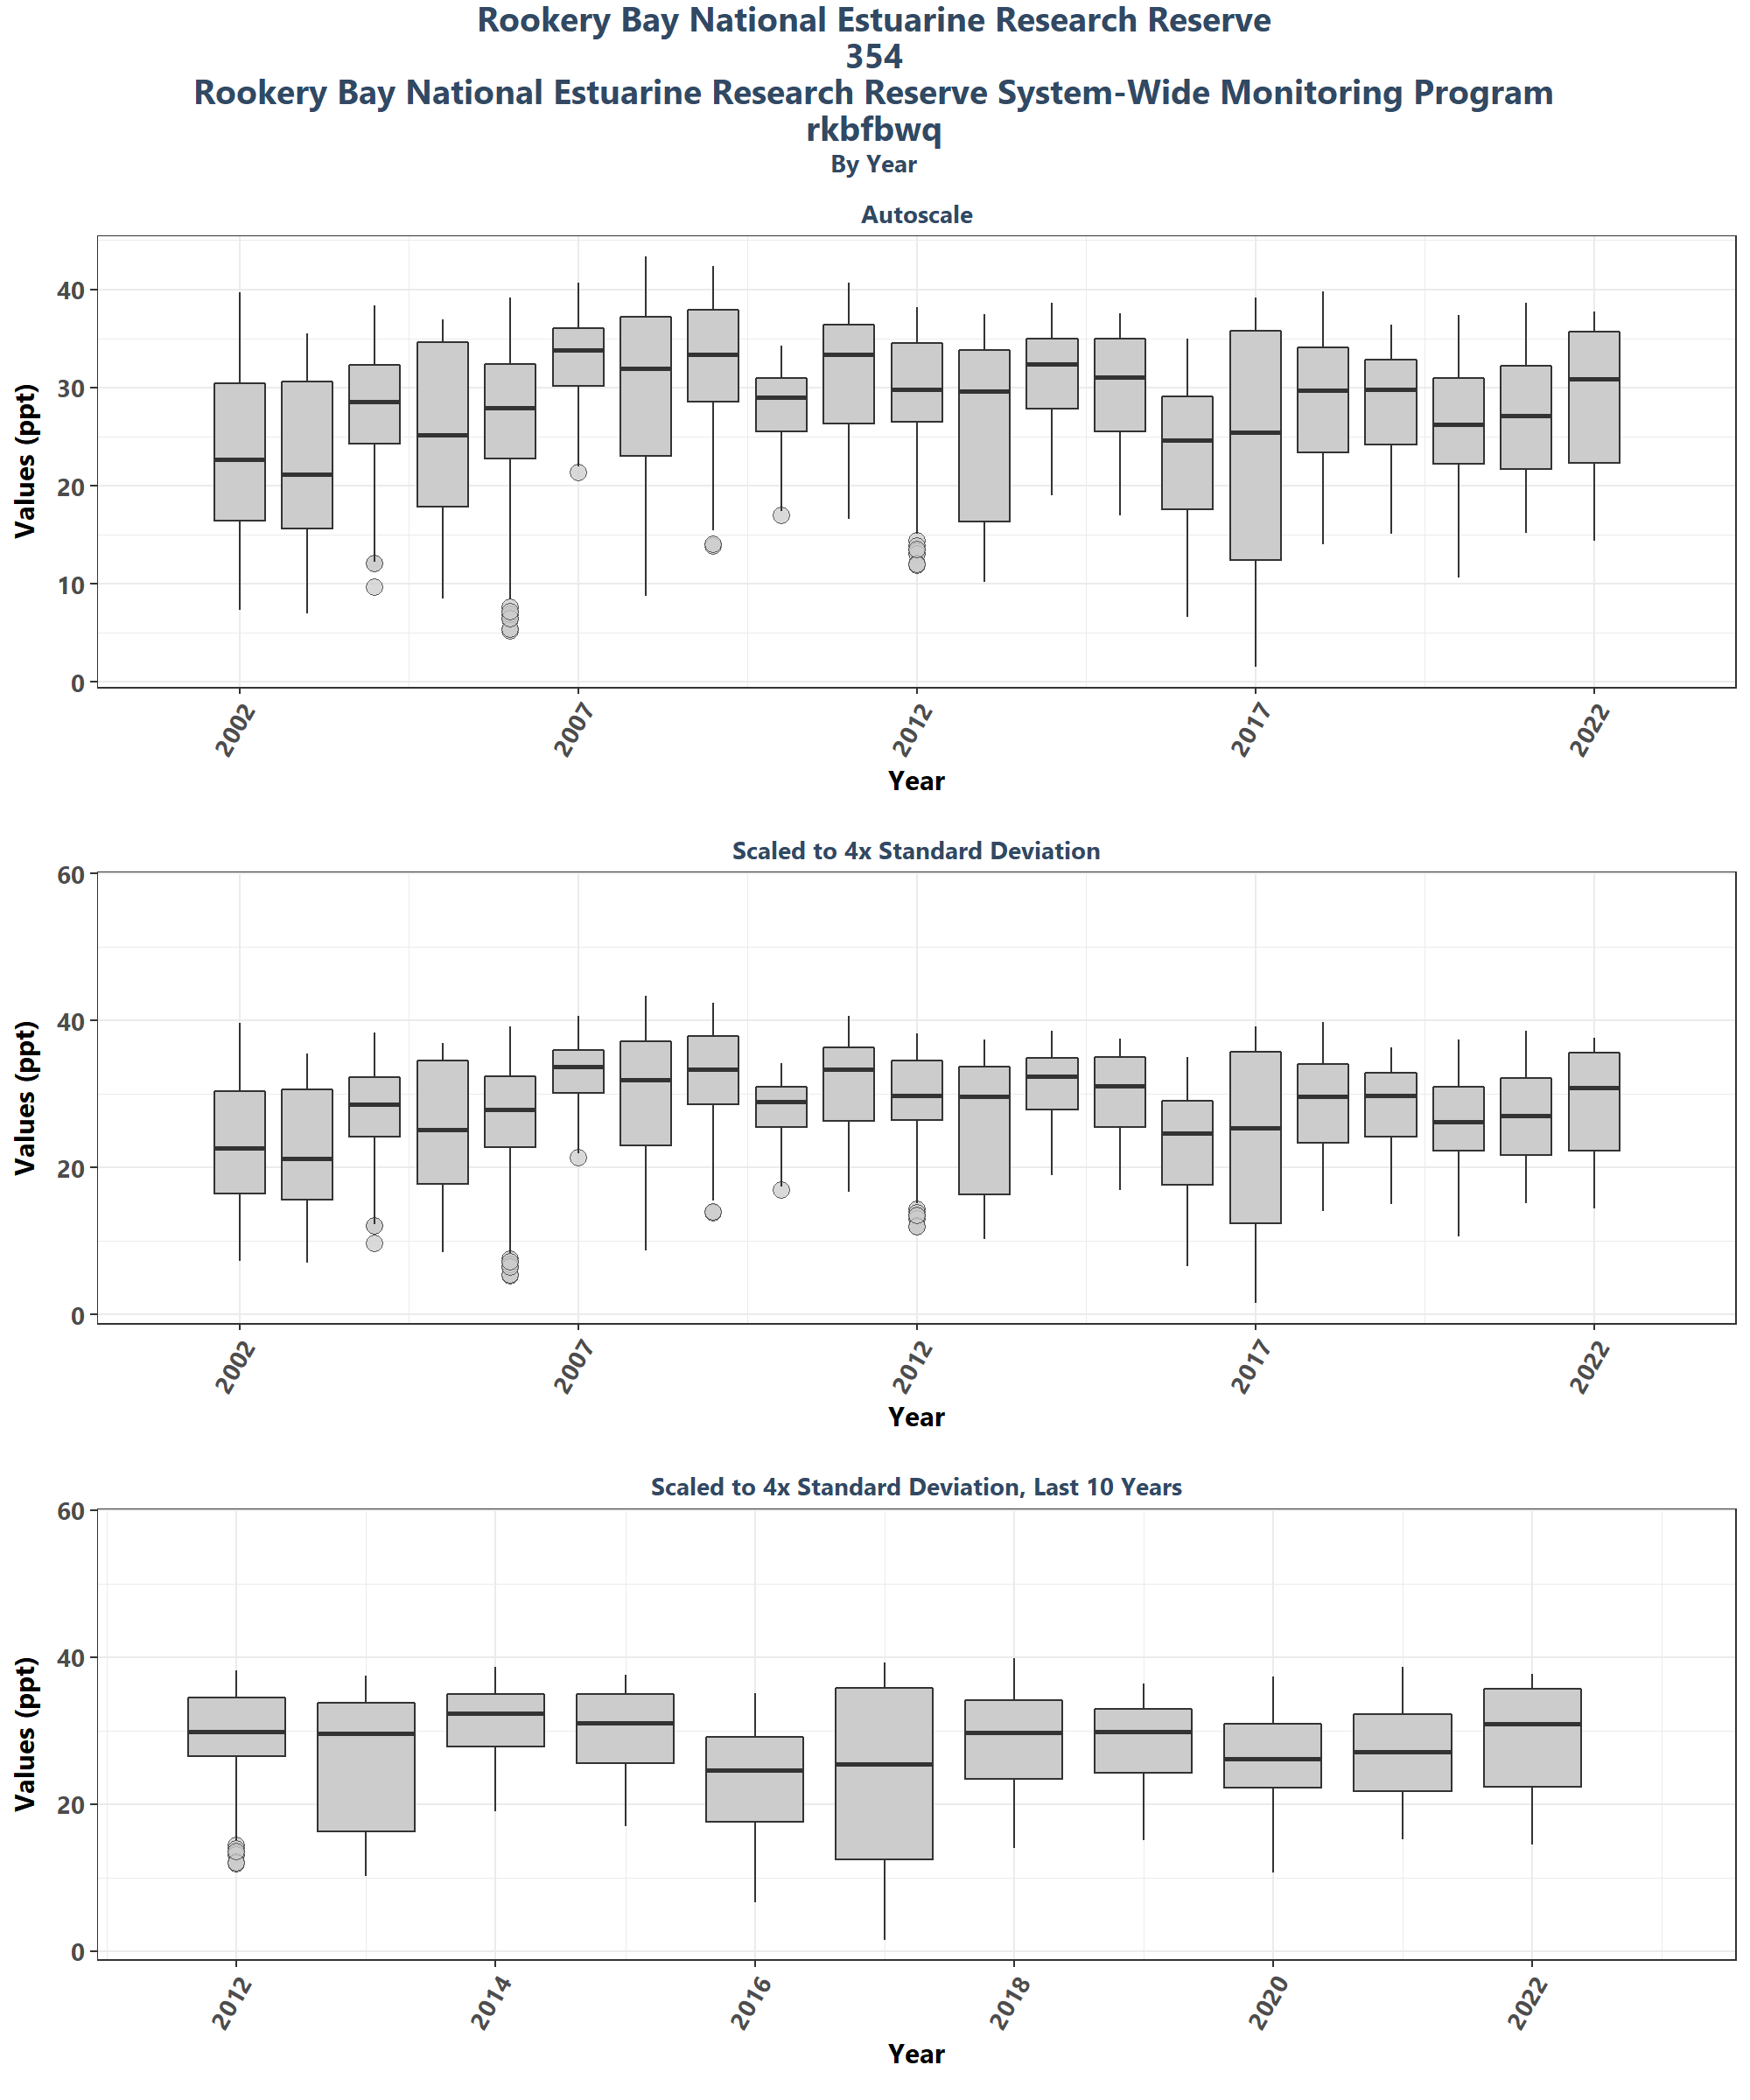 Rookery Bay National Estuarine Research Reserve
354
Rookery Bay National Estuarine Research Reserve System-Wide Monitoring Program
rkbfbwq
By Year
Autoscale
Values (ppt)
40
30
20
10
0
2002
2007
2012
2017
2022
Year
Scaled to 4x Standard Deviation
Values (ppt)
60
40
20
0
2002
2007
2012
2017
2022
Year
Scaled to 4x Standard Deviation, Last 10 Years
Values (ppt)
60
40
20
0
2012
2014
2016
2018
2020
2022
Year